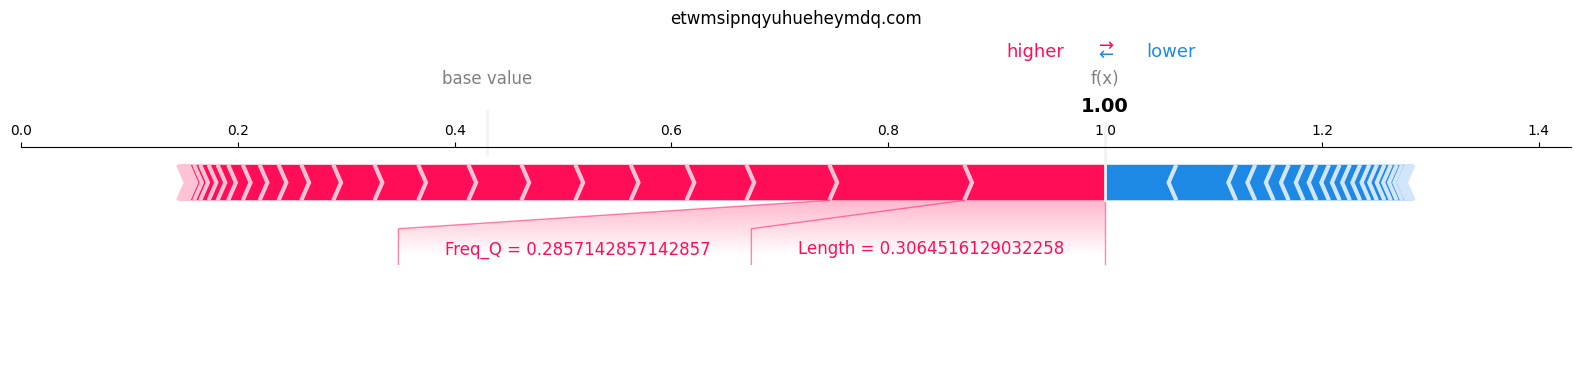 etwmsipnqyuhueheymdq.com
higher ⇄ lower
base value f(x)
1.00
0.0 0.2 0.4 0.6 0.8 1.0 1.2 1.4
Freq_Q = 0.2857142857142857 Length = 0.3064516129032258